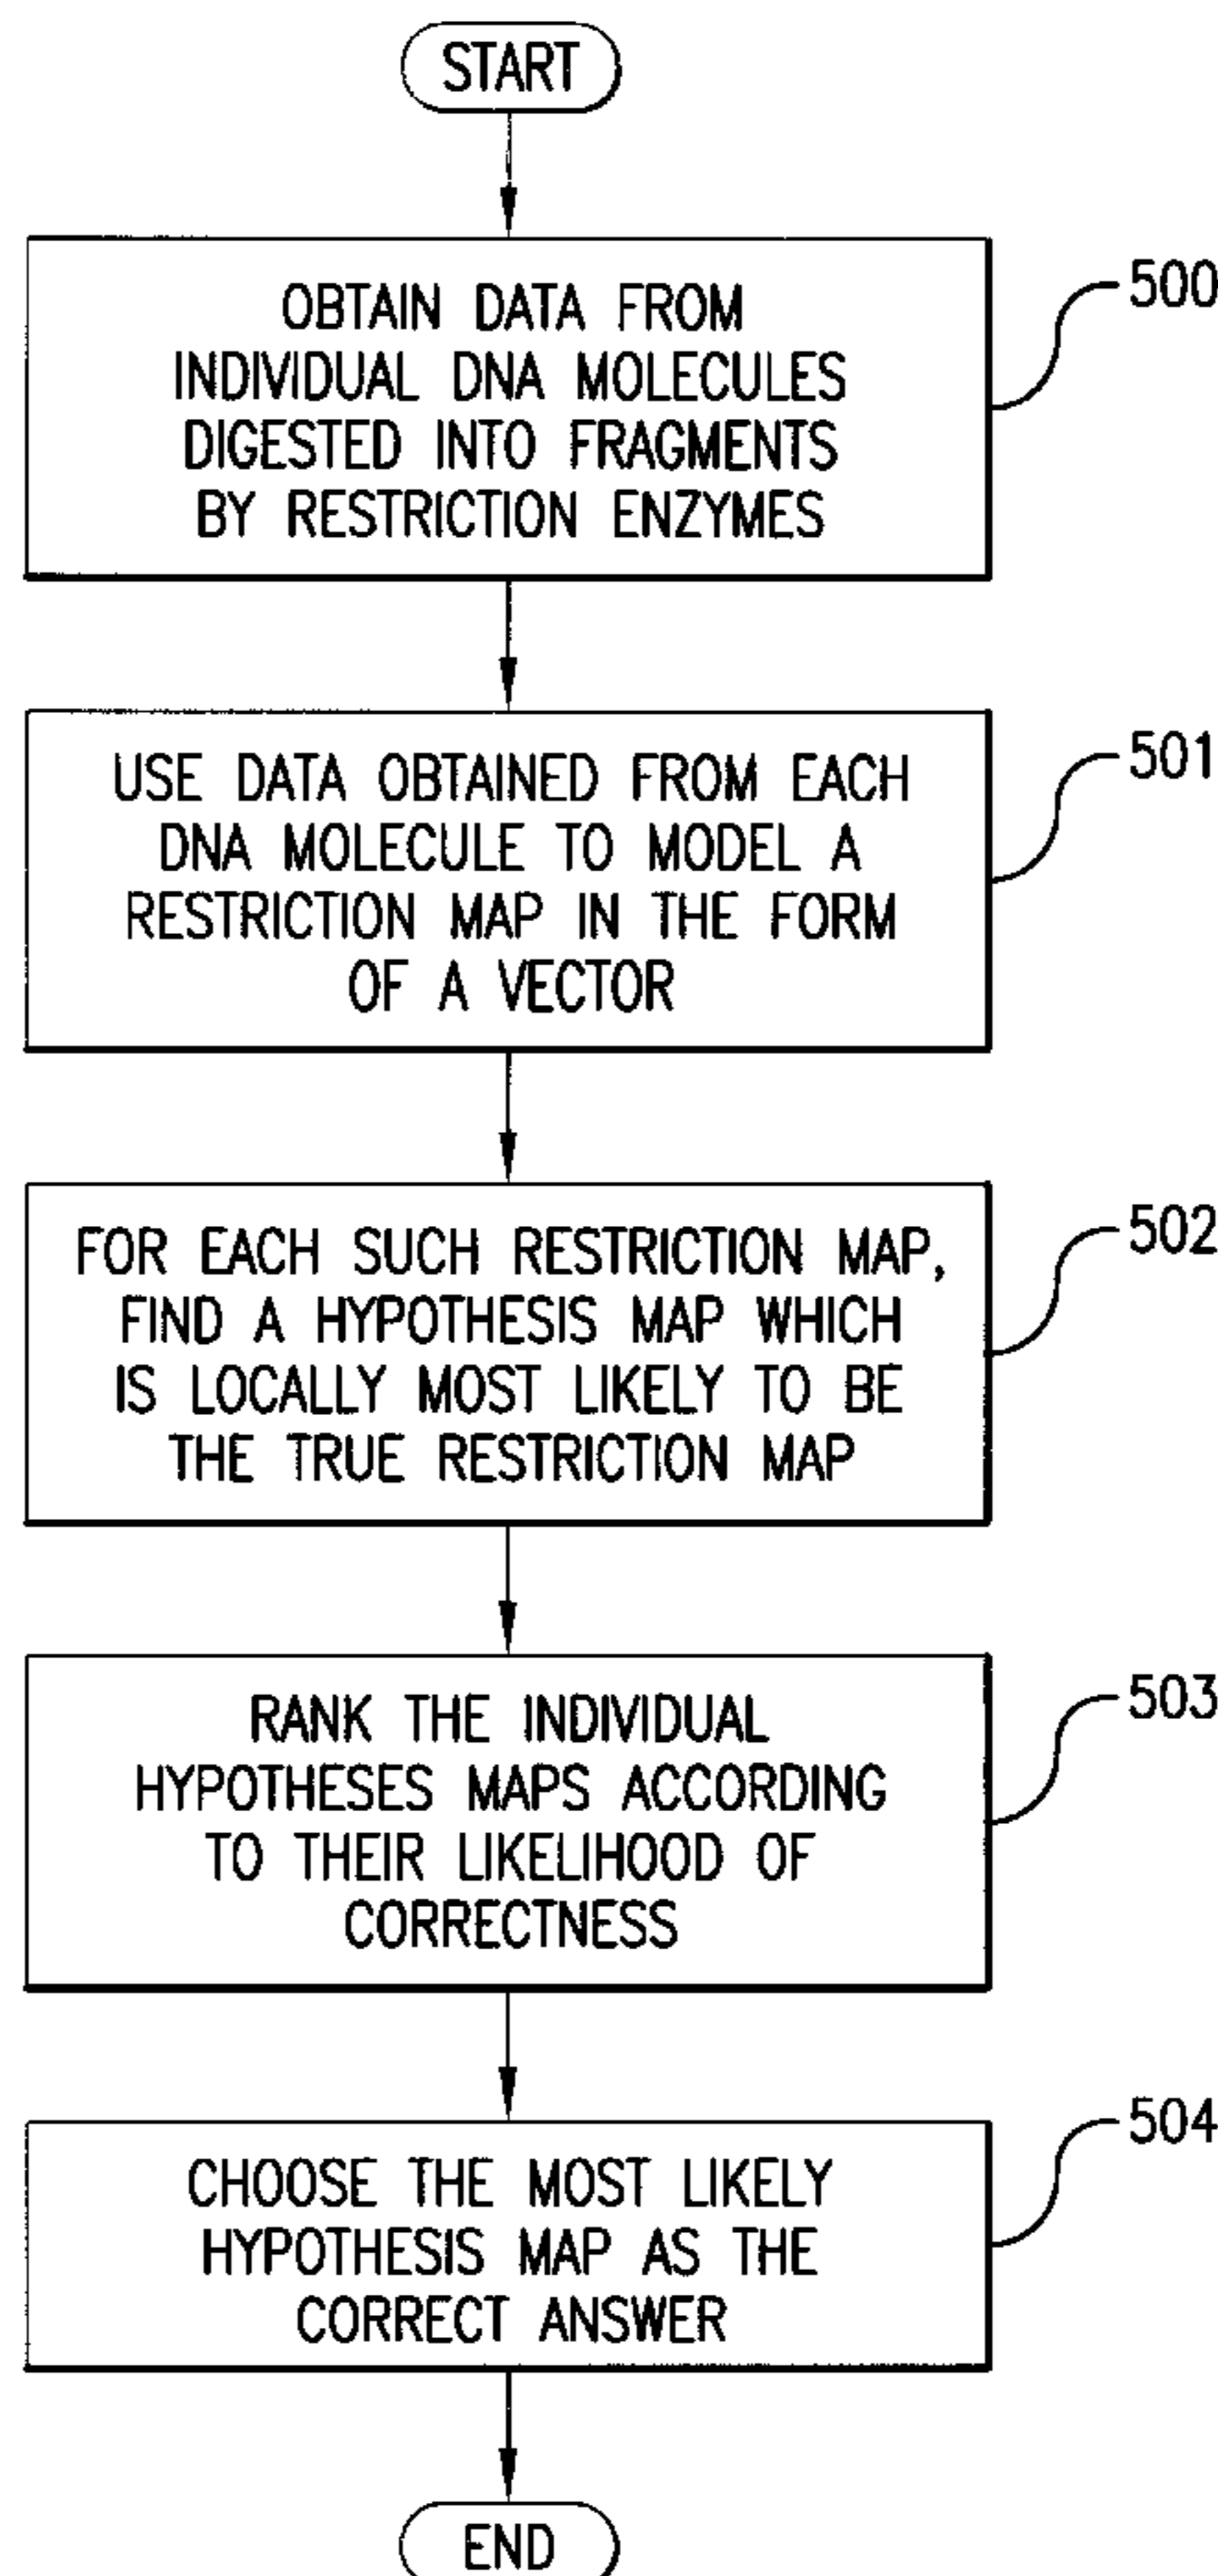 START
OBTAIN DATA FROM
INDIVIDUAL DNA MOLECULES
DIGESTED INTO FRAGMENTS
BY RESTRICTION ENZYMES
500
USE DATA OBTAINED FROM EACH
DNA MOLECULE TO MODEL A
RESTRICTION MAP IN THE FORM
OF A VECTOR
501
FOR EACH SUCH RESTRICTION MAP,
FIND A HYPOTHESIS MAP WHICH
IS LOCALLY MOST LIKELY TO BE
THE TRUE RESTRICTION MAP
502
RANK THE INDIVIDUAL
HYPOTHESES MAPS ACCORDING
TO THEIR LIKELIHOOD OF
CORRECTNESS
503
CHOOSE THE MOST LIKELY
HYPOTHESIS MAP AS THE
CORRECT ANSWER
504
END